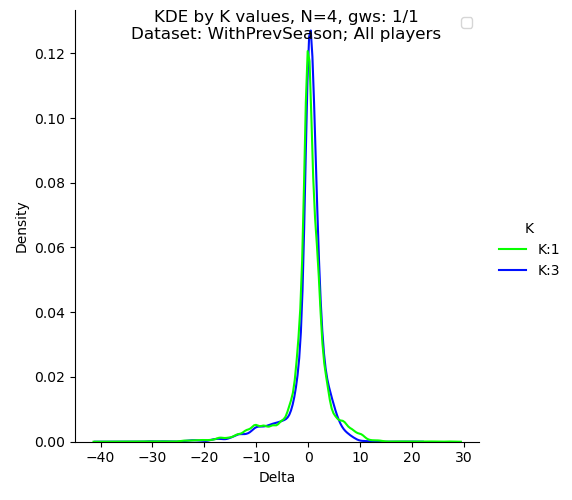 KDE by K values, N=4, gws: 1/1
Dataset: WithPrevSeason; All players
0.12
0.10
0.08
0.06
0.04
0.02
0.00
Density
−40
−30
−20
−10
0
10
20
30
Delta
K
K:1
K:3